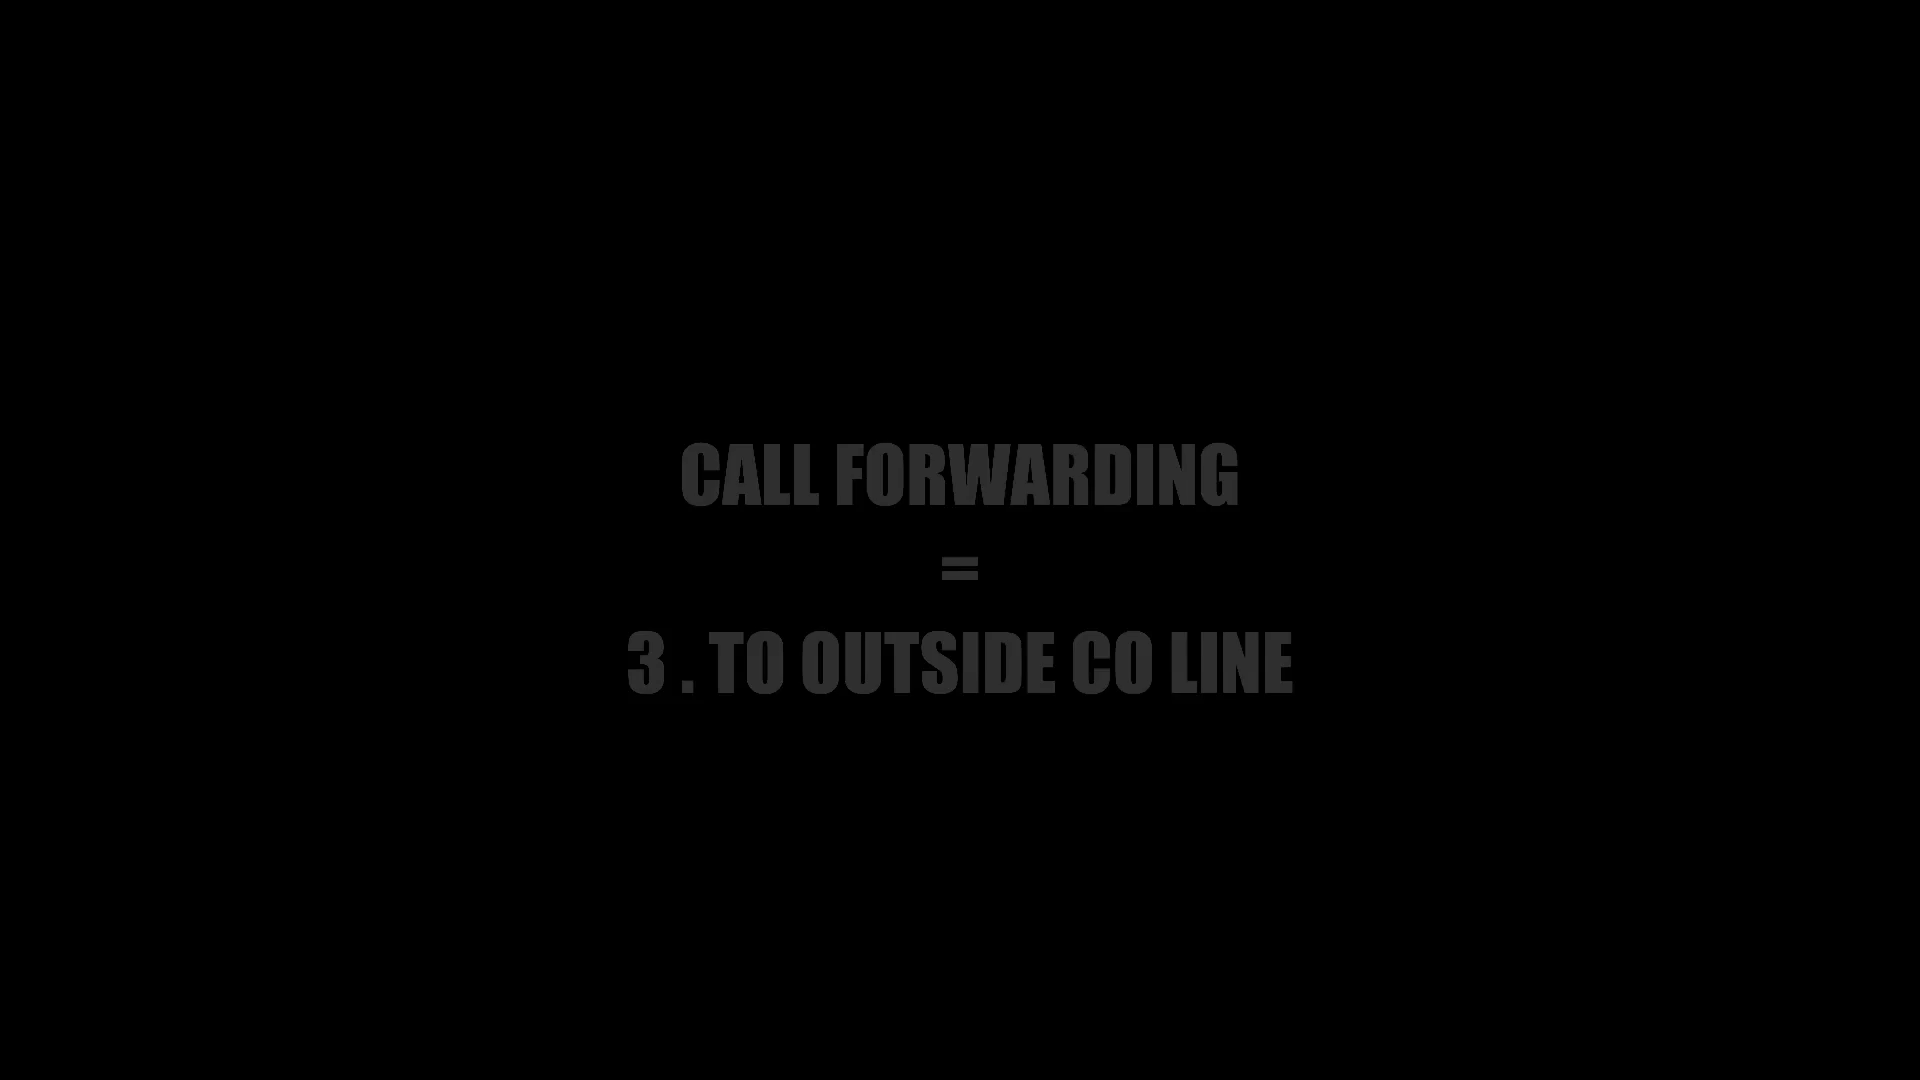 CALL FORWARDING
=
3 . TO OUTSIDE CO LINE